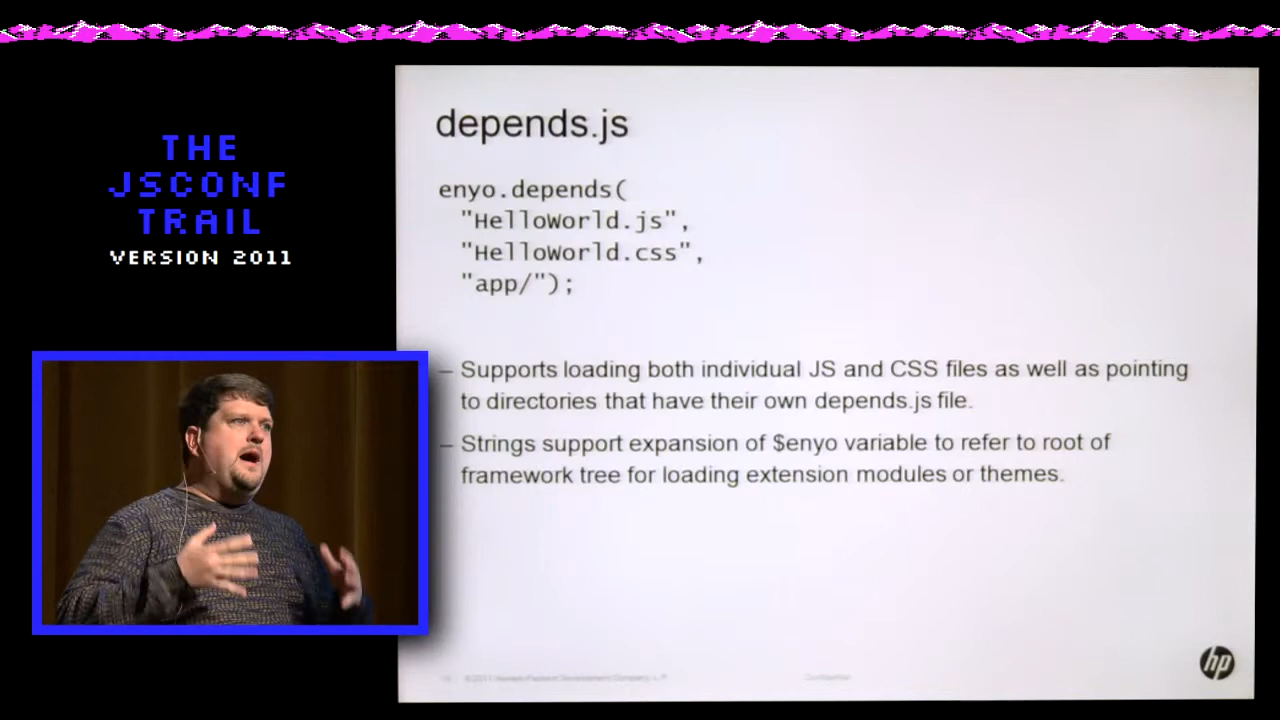 THE
JSCONF
TRAIL
VERSION 2011
depends.js
enyo.depends(
"HelloWorld.js",
"HelloWorld.css",
"app/");
– Supports loading both individual JS and CSS files as well as pointing
to directories that have their own depends.js file.
– Strings support expansion of $enyo variable to refer to root of
framework tree for loading extension modules or themes.
hp